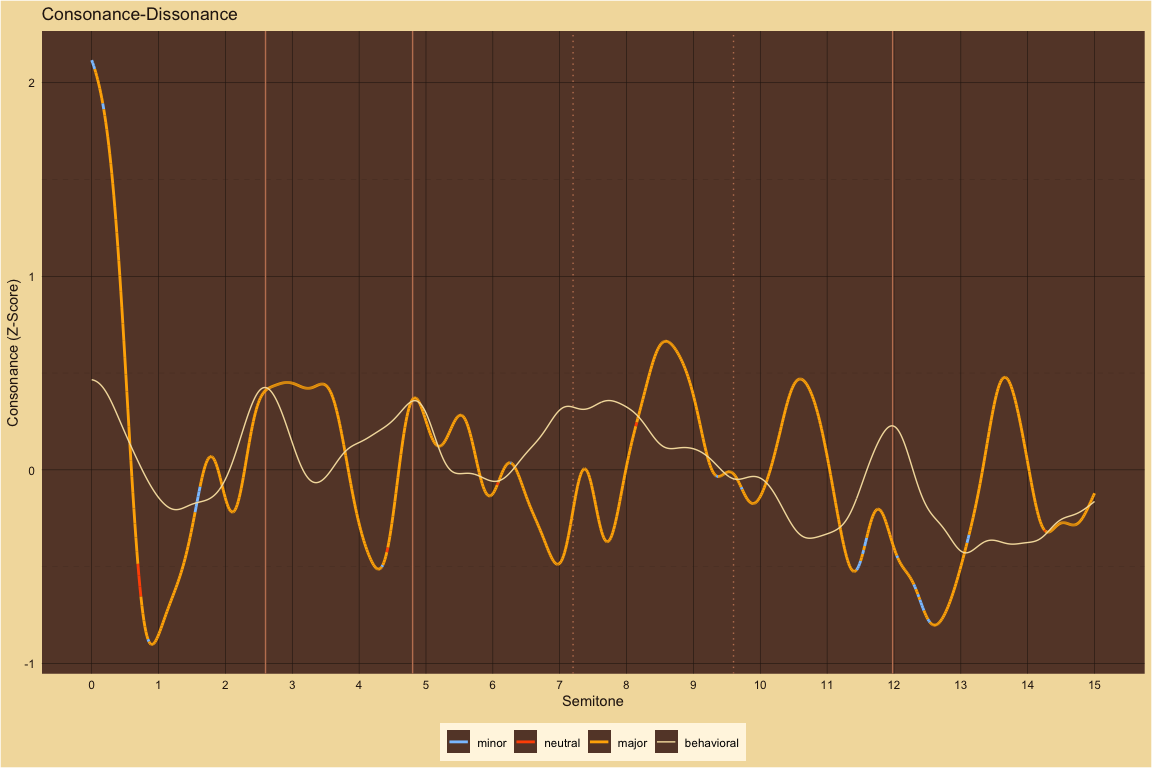 Consonance-Dissonance
Consonance (Z-Score)
2
1
0
-1
0 1 2 3 4 5 6 7 8 9 10 11 12 13 14 15
Semitone
minor neutral major behavioral